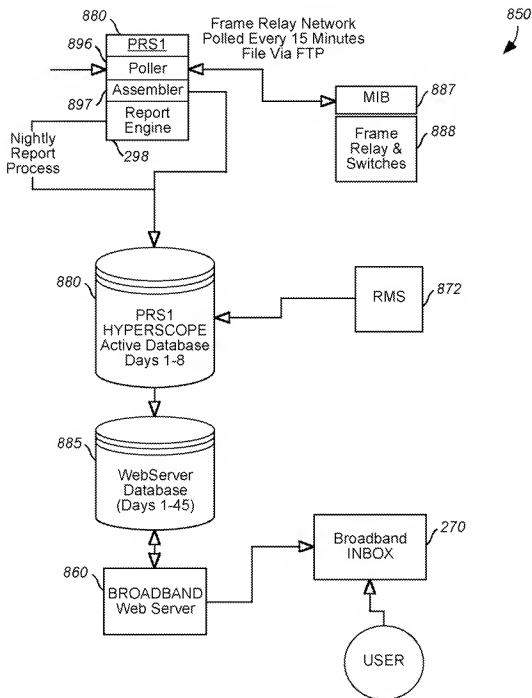 880
850
PRS1
Frame Relay Network
Polled Every 15 Minutes
File Via FTP
896
Poller
897
Assembler
MIB
887
Report
Engine
Frame
Relay &
Switches
888
Nightly
Report
Process
298
880
PRS1
HYPERSCOPE
Active Database
Days 1-8
RMS
872
885
WebServer
Database
(Days 1-45)
860
BROADBAND
Web Server
Broadband
INBOX
270
USER